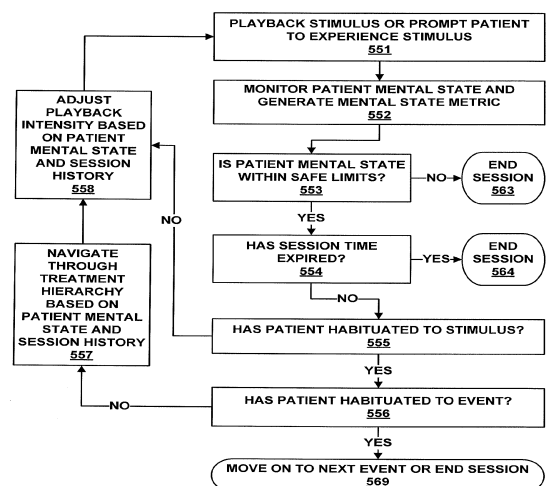 PLAYBACK STIMULUS OR PROMPT PATIENT
TO EXPERIENCE STIMULUS
551
MONITOR PATIENT MENTAL STATE AND
GENERATE MENTAL STATE METRIC
552
ADJUST
PLAYBACK
INTENSITY BASED
ON PATIENT
MENTAL STATE
AND SESSION
HISTORY
558
IS PATIENT MENTAL STATE
WITHIN SAFE LIMITS?
553
NO
END
SESSION
563
YES
NO
HAS SESSION TIME
EXPIRED?
554
YES
END
SESSION
564
NAVIGATE
THROUGH
TREATMENT
HIERARCHY
BASED ON
PATIENT MENTAL
STATE AND
SESSION HISTORY
557
NO
HAS PATIENT HABITUATED TO STIMULUS?
555
YES
HAS PATIENT HABITUATED TO EVENT?
556
NO
YES
MOVE ON TO NEXT EVENT OR END SESSION
569